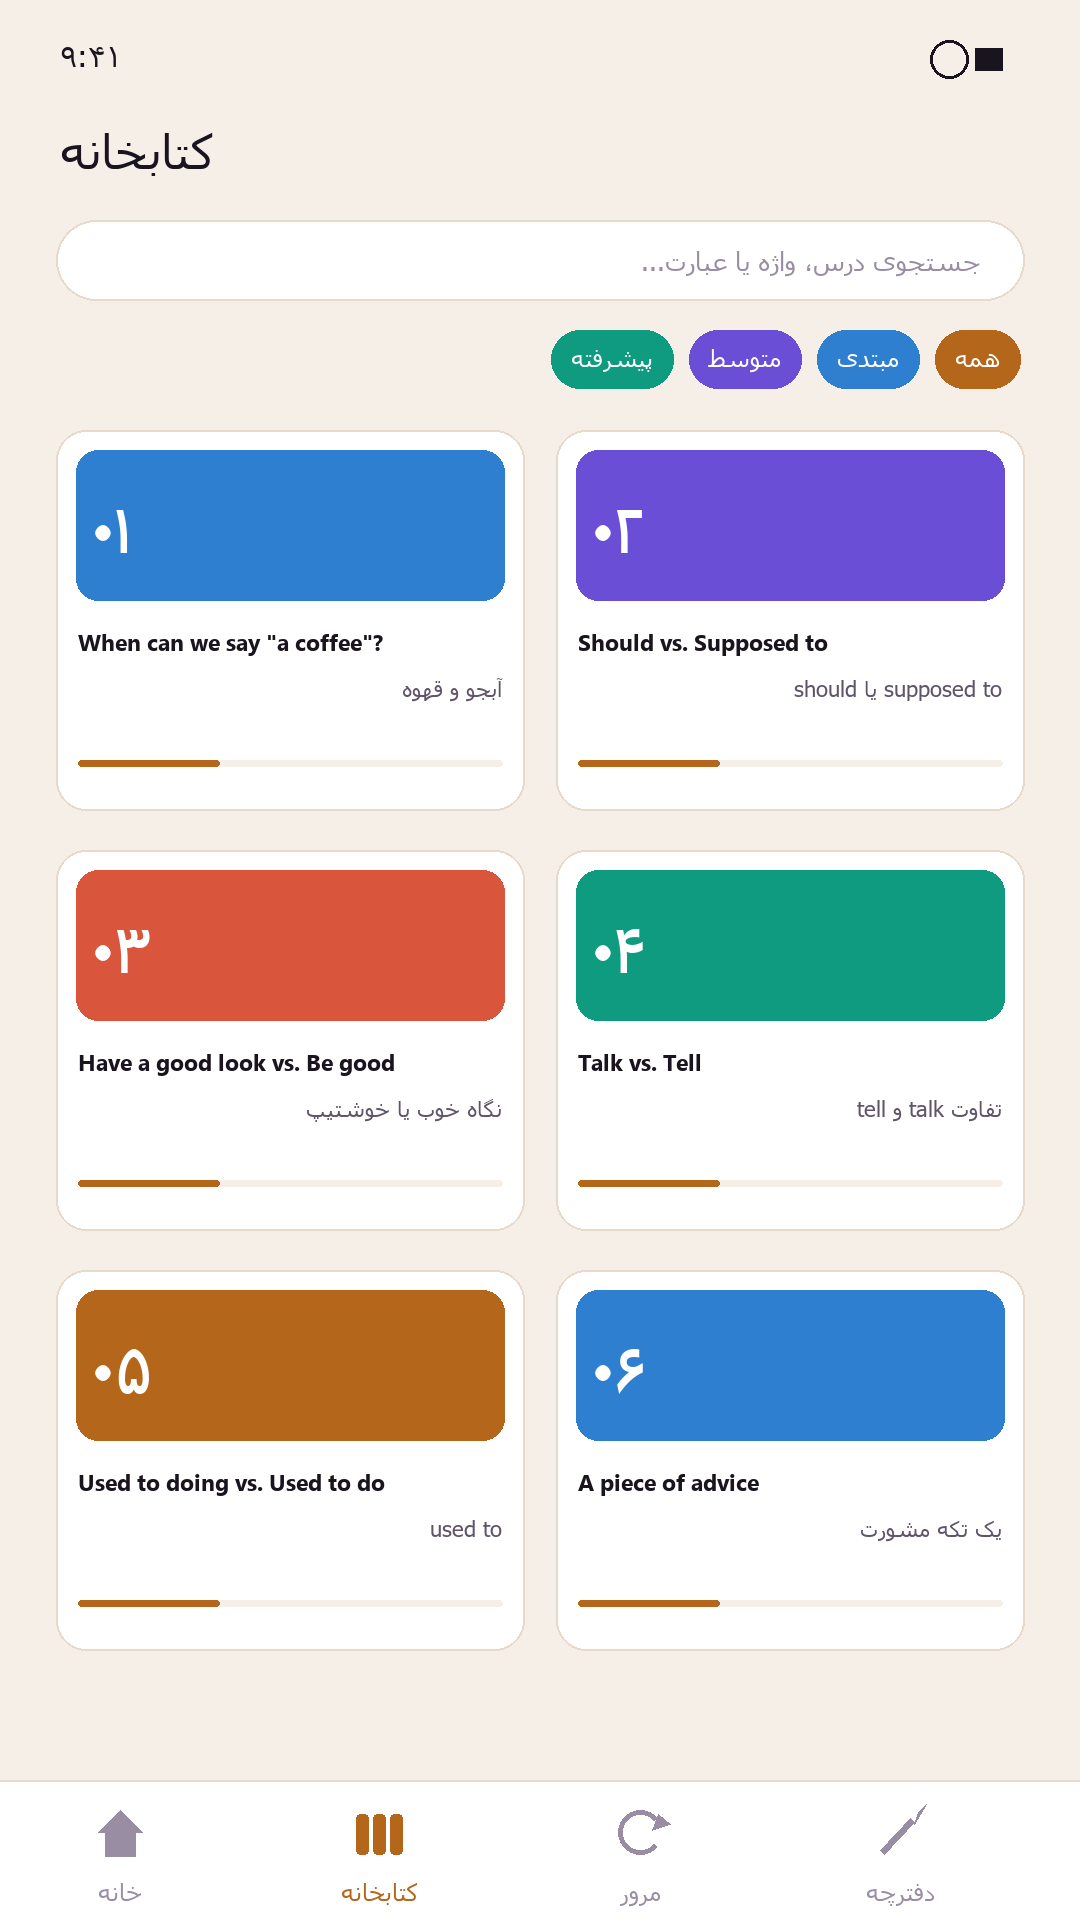 ۹:۴۱
کتابخانه
جستجوی درس، واژه یا عبارت...
همه
مبتدی
متوسط
پیشرفته
۰۱
When can we say "a coffee"?
آبجو و قهوه
۰۲
Should vs. Supposed to
supposed to یا should
۰۳
Have a good look vs. Be good
نگاه خوب یا خوشتیپ
۰۴
Talk vs. Tell
تفاوت talk و tell
۰۵
Used to doing vs. Used to do
used to
۰۶
A piece of advice
یک تکه مشورت
خانه
کتابخانه
مرور
دفترچه